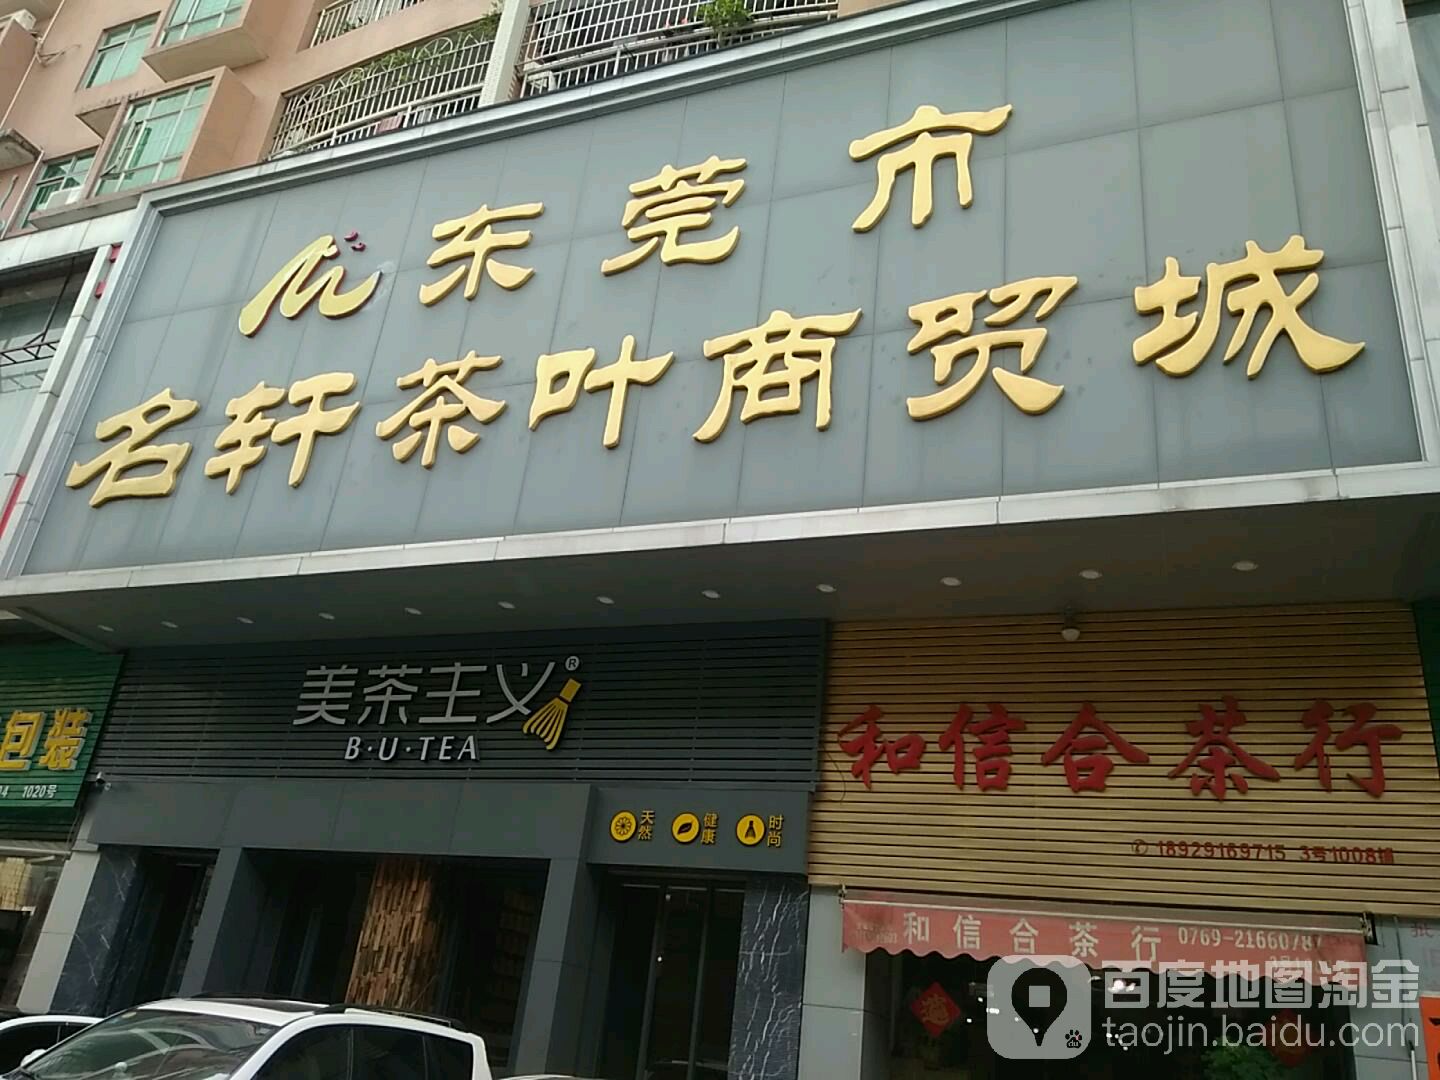 东莞市
名轩茶叶商贸城
美茶主义®
B·U·TEA
天然
健康
时尚
包装
1020号
和信合茶行
18929169715 3号1008铺
和信合茶行 0769-21660787
百度地图淘金
taojin.baidu.com